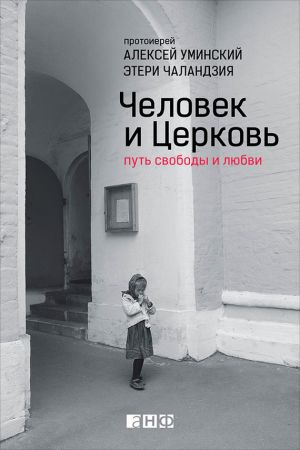 протоиерей
АЛЕКСЕЙ УМИНСКИЙ
ЭТЕРИ ЧАЛАНДЗИЯ
Человек
и Церковь
путь свободы и любви
АНФ